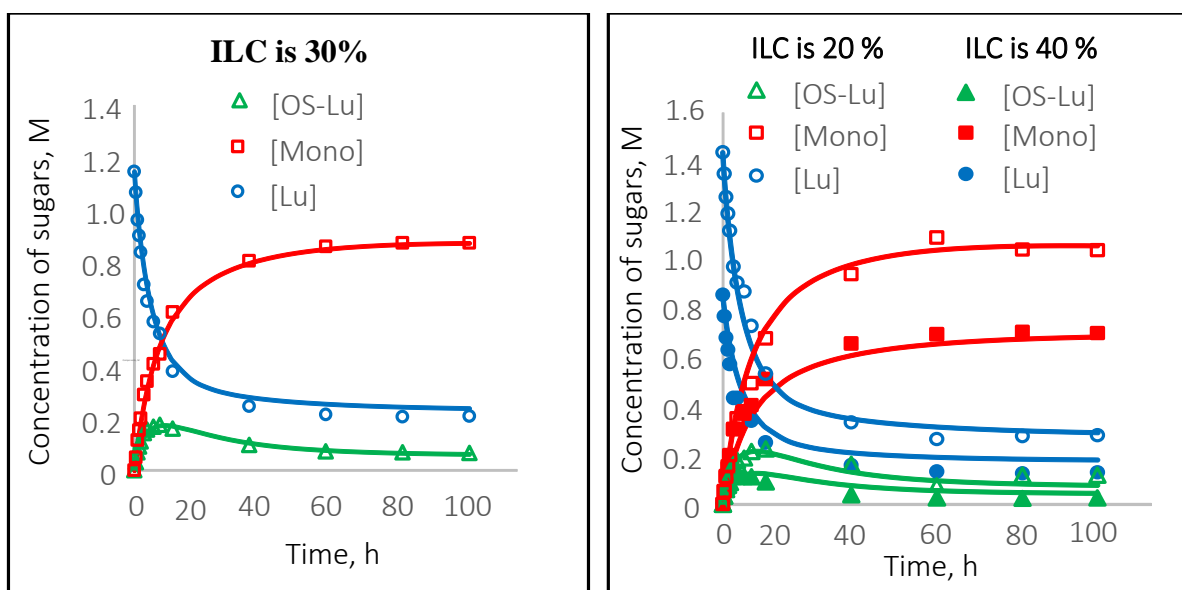 ILC is 30%
[OS-Lu]
[Mono]
[Lu]
Concentration of sugars, M
1.4
1.2
1.0
0.8
0.6
0.4
0.2
0
0 20 40 60 80 100
Time, h
ILC is 20 % ILC is 40 %
[OS-Lu] [OS-Lu]
[Mono] [Mono]
[Lu] [Lu]
Concentration of sugars, M
1.6
1.4
1.2
1.0
0.8
0.6
0.4
0.2
0
0 20 40 60 80 100
Time, h